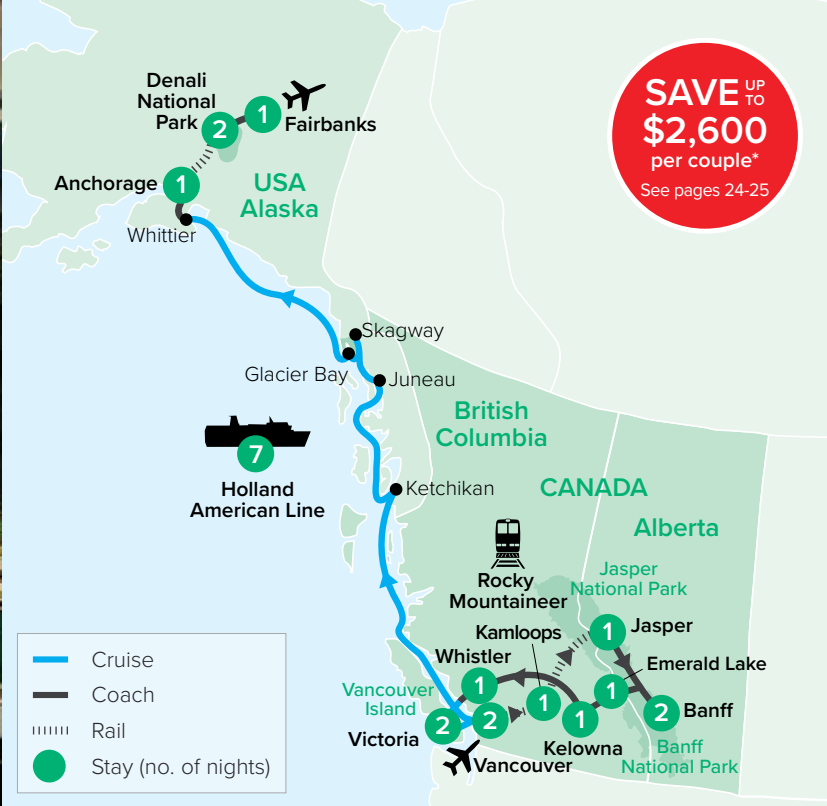 Denali
National
Park
2
1
Fairbanks
Anchorage
1
USA
Alaska
Whittier
SAVE UP TO
$2,600
per couple*
See pages 24-25
Skagway
Glacier Bay
Juneau
British
Columbia
7
Holland
American Line
Ketchikan
CANADA
Alberta
Rocky
Mountaineer
Jasper
National Park
Kamloops
1
Jasper
Whistler
1
Emerald Lake
1
Vancouver
Island
2
Victoria
2
Vancouver
1
1
Kelowna
2
Banff
Banff
National Park
Cruise
Coach
Rail
Stay (no. of nights)